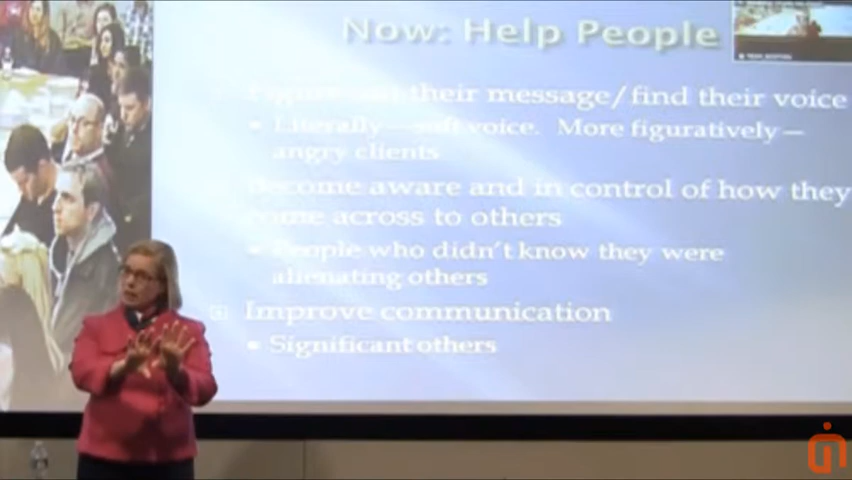 Now: Help People
Figure out their message/find their voice
Literally—soft voice. More figuratively—
angry clients
Become aware and in control of how they
come across to others
People who didn't know they were
alienating others
Improve communication
Significant others